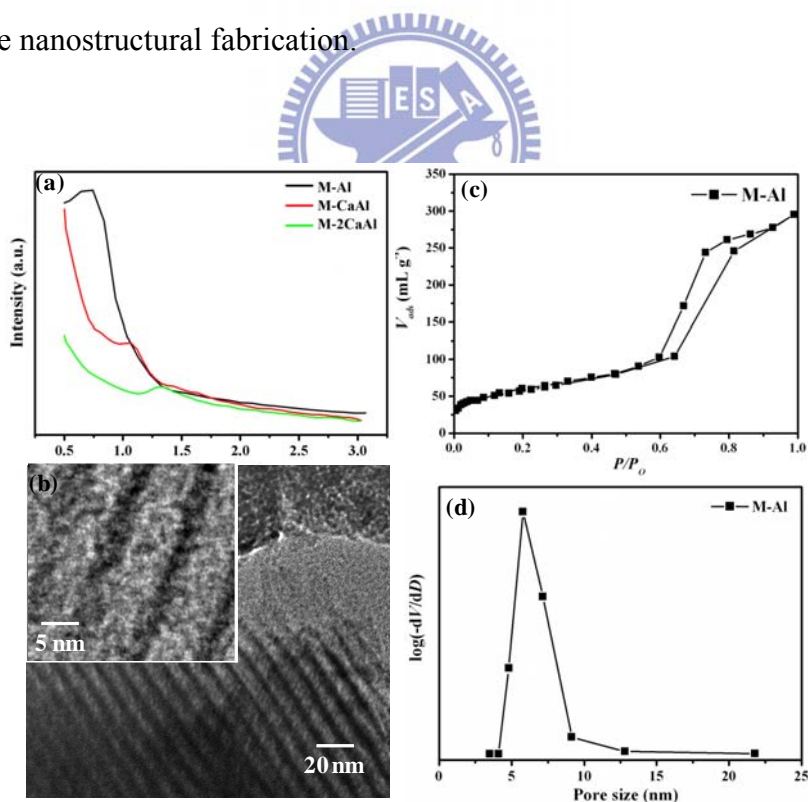 e nanostructural fabrication.
E S A
(a)
M-Al
M-CaAl
M-2CaAl
Intensity (a.u.)
0.5 1.0 1.5 2.0 2.5 3.0
(c)
M-Al
V_ads (mL g⁻¹)
350
300
250
200
150
100
50
0
0.0 0.2 0.4 0.6 0.8 1.0
P/P_O
(b)
5 nm
20 nm
(d)
M-Al
log(-dV/dD)
0 5 10 15 20 25
Pore size (nm)